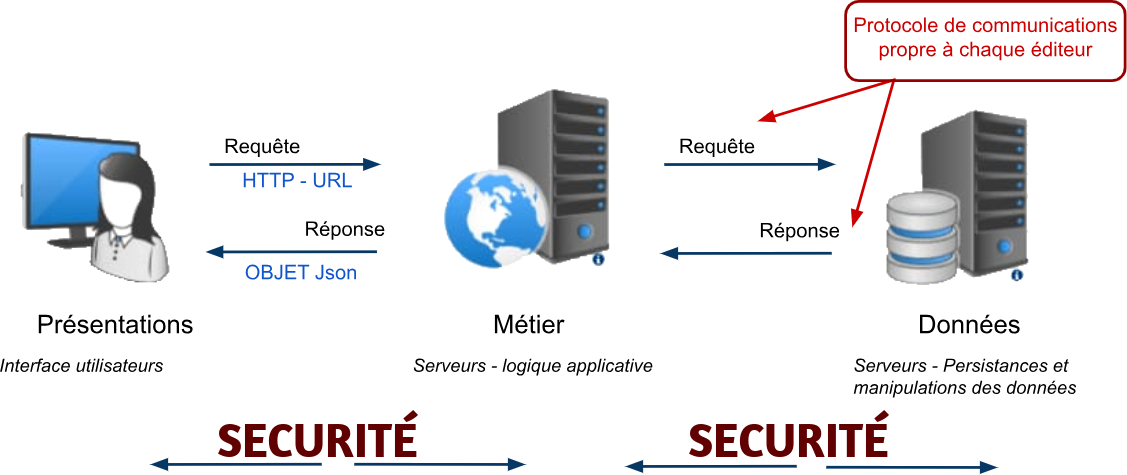 Protocole de communications
propre à chaque éditeur
Requête
HTTP - URL
Réponse
OBJET Json
Requête
Réponse
Présentations
Métier
Données
Interface utilisateurs
Serveurs - logique applicative
Serveurs - Persistances et
manipulations des données
SECURITÉ
SECURITÉ